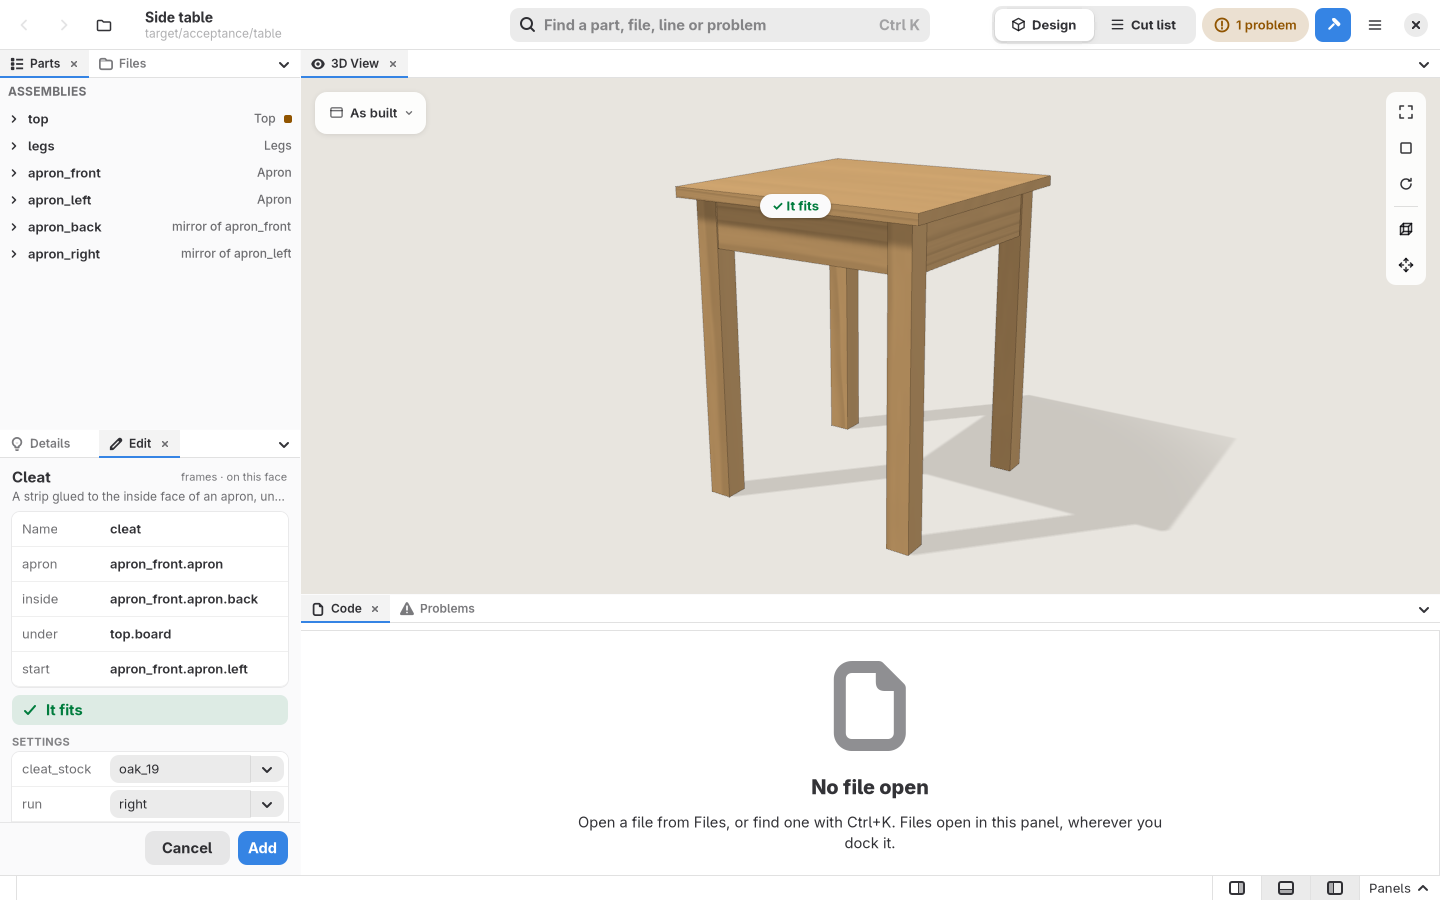 Side table
target/acceptance/table
Find a part, file, line or problem
Ctrl K
Design
Cut list
1 problem
Parts
Files
3D View
ASSEMBLIES
top
Top
legs
Legs
apron_front
Apron
apron_left
Apron
apron_back
mirror of apron_front
apron_right
mirror of apron_left
As built
It fits
Details
Edit
Cleat
frames · on this face
A strip glued to the inside face of an apron, un...
Name
cleat
apron
apron_front.apron
inside
apron_front.apron.back
under
top.board
start
apron_front.apron.left
It fits
SETTINGS
cleat_stock
oak_19
run
right
Cancel
Add
Code
Problems
No file open
Open a file from Files, or find one with Ctrl+K. Files open in this panel, wherever you
dock it.
Panels